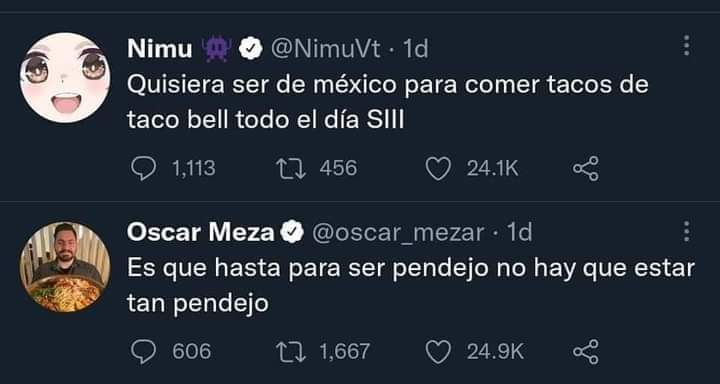 Nimu 👾 @NimuVt · 1d
Quisiera ser de méxico para comer tacos de
taco bell todo el día SIII
1,113 456 24.1K
Oscar Meza @oscar_mezar · 1d
Es que hasta para ser pendejo no hay que estar
tan pendejo
606 1,667 24.9K